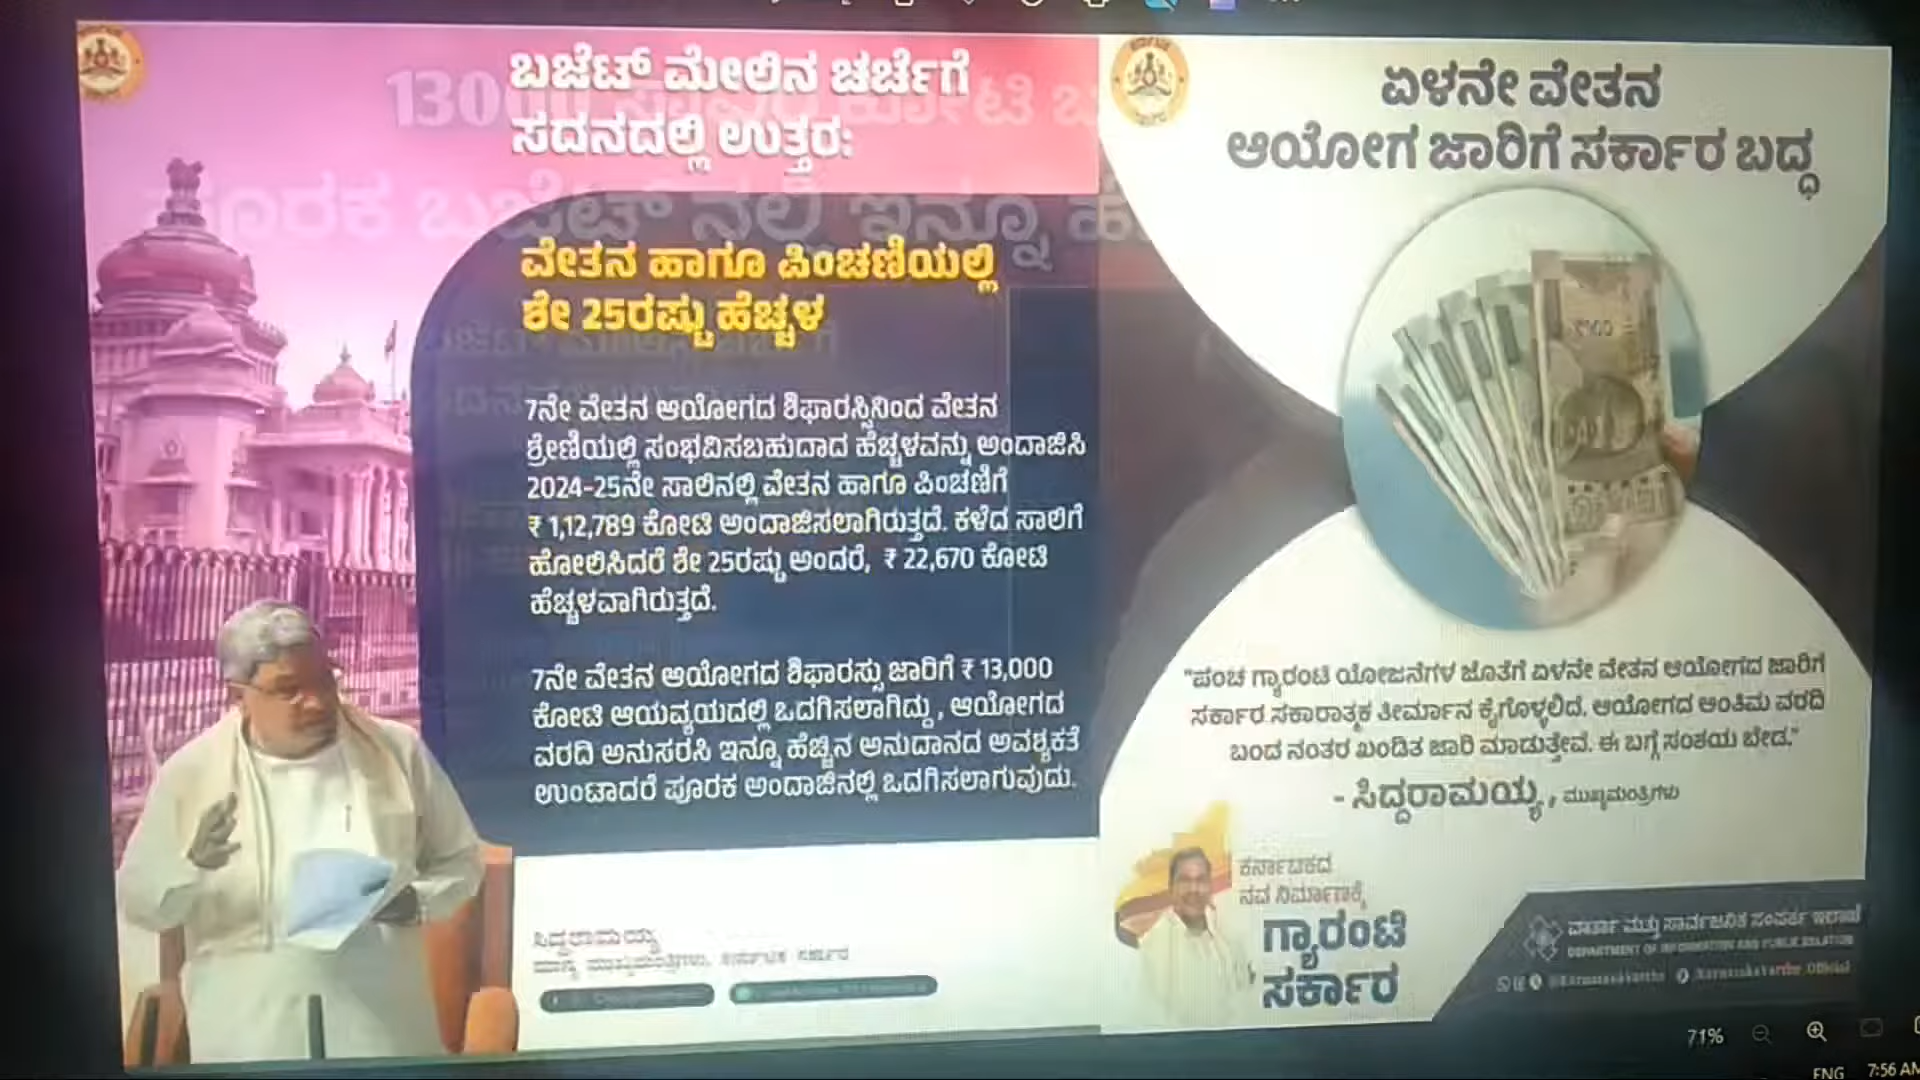 ಬಜೆಟ್ ಮೇಲಿನ ಚರ್ಚೆಗೆ
ಸದನದಲ್ಲಿ ಉತ್ತರ:
ವೇತನ ಹಾಗೂ ಪಿಂಚಣಿಯಲ್ಲಿ
ಶೇ 25ರಷ್ಟು ಹೆಚ್ಚಳ
7ನೇ ವೇತನ ಆಯೋಗದ ಶಿಫಾರಸ್ಸಿನಿಂದ ವೇತನ
ಶ್ರೇಣಿಯಲ್ಲಿ ಸಂಭವಿಸಬಹುದಾದ ಹೆಚ್ಚಳವನ್ನು ಅಂದಾಜಿಸಿ
2024-25ನೇ ಸಾಲಿನಲ್ಲಿ ವೇತನ ಹಾಗೂ ಪಿಂಚಣಿಗೆ
₹ 1,12,789 ಕೋಟಿ ಅಂದಾಜಿಸಲಾಗಿರುತ್ತದೆ. ಕಳೆದ ಸಾಲಿಗೆ
ಹೋಲಿಸಿದರೆ ಶೇ 25ರಷ್ಟು ಅಂದರೆ, ₹ 22,670 ಕೋಟಿ
ಹೆಚ್ಚಳವಾಗಿರುತ್ತದೆ.
7ನೇ ವೇತನ ಆಯೋಗದ ಶಿಫಾರಸ್ಸು ಜಾರಿಗೆ ₹ 13,000
ಕೋಟಿ ಆಯವ್ಯಯದಲ್ಲಿ ಒದಗಿಸಲಾಗಿದ್ದು, ಆಯೋಗದ
ವರದಿ ಅನುಸರಿಸಿ ಇನ್ನೂ ಹೆಚ್ಚಿನ ಅನುದಾನದ ಅವಶ್ಯಕತೆ
ಉಂಟಾದರೆ ಪೂರಕ ಅಂದಾಜಿನಲ್ಲಿ ಒದಗಿಸಲಾಗುವುದು.
ಸಿದ್ದರಾಮಯ್ಯ
ಮಾನ್ಯ ಮುಖ್ಯಮಂತ್ರಿಗಳು, ಕರ್ನಾಟಕ ಸರ್ಕಾರ
ಏಳನೇ ವೇತನ
ಆಯೋಗ ಜಾರಿಗೆ ಸರ್ಕಾರ ಬದ್ಧ
"ಪಂಚ ಗ್ಯಾರಂಟಿ ಯೋಜನೆಗಳ ಜೊತೆಗೆ ಏಳನೇ ವೇತನ ಆಯೋಗದ ಜಾರಿಗೆ
ಸರ್ಕಾರ ಸಕಾರಾತ್ಮಕ ತೀರ್ಮಾನ ಕೈಗೊಳ್ಳಲಿದೆ. ಆಯೋಗದ ಅಂತಿಮ ವರದಿ
ಬಂದ ನಂತರ ಖಂಡಿತ ಜಾರಿ ಮಾಡುತ್ತೇವೆ. ಈ ಬಗ್ಗೆ ಸಂಶಯ ಬೇಡ."
- ಸಿದ್ದರಾಮಯ್ಯ, ಮುಖ್ಯಮಂತ್ರಿಗಳು
ಕರ್ನಾಟಕದ
ನವ ನಿರ್ಮಾಣಕ್ಕೆ
ಗ್ಯಾರಂಟಿ
ಸರ್ಕಾರ
ವಾರ್ತಾ ಮತ್ತು ಸಾರ್ವಜನಿಕ ಸಂಪರ್ಕ ಇಲಾಖೆ
DEPARTMENT OF INFORMATION AND PUBLIC RELATION
71%
ENG 7:56 AM